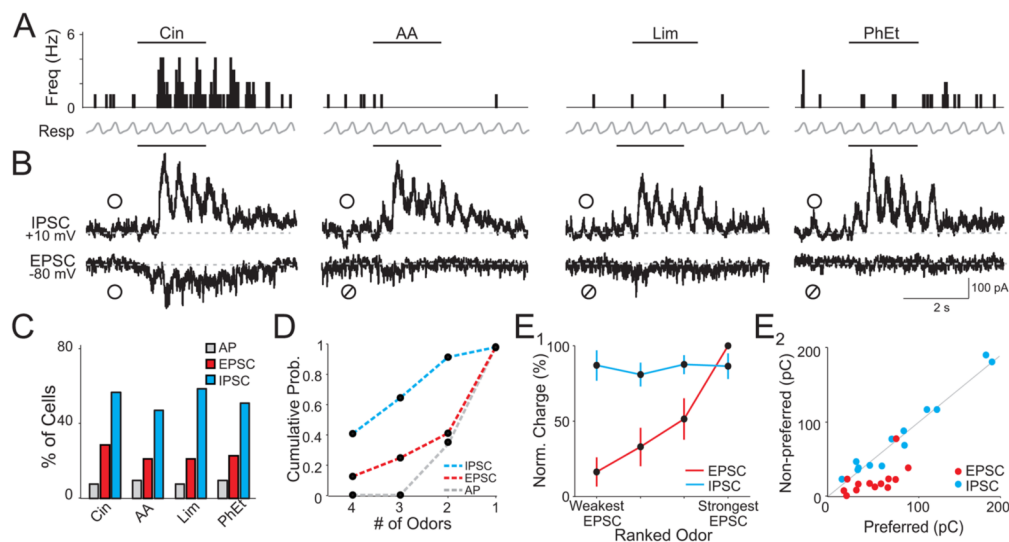 A
Cin
AA
Lim
PhEt
6
0
Freq (Hz)
Resp
B
IPSC
+10 mV
EPSC
-80 mV
100 pA
2 s
C
80
40
0
% of Cells
AP
EPSC
IPSC
Cin
AA
Lim
PhEt
D
1
0.8
0.6
0.4
0.2
0
Cumulative Prob.
IPSC
EPSC
AP
4
3
2
1
# of Odors
E1
100
50
0
Norm. Charge (%)
EPSC
IPSC
Weakest
EPSC
Strongest
EPSC
Ranked Odor
E2
200
100
0
Non-preferred (pC)
EPSC
IPSC
0
100
200
Preferred (pC)